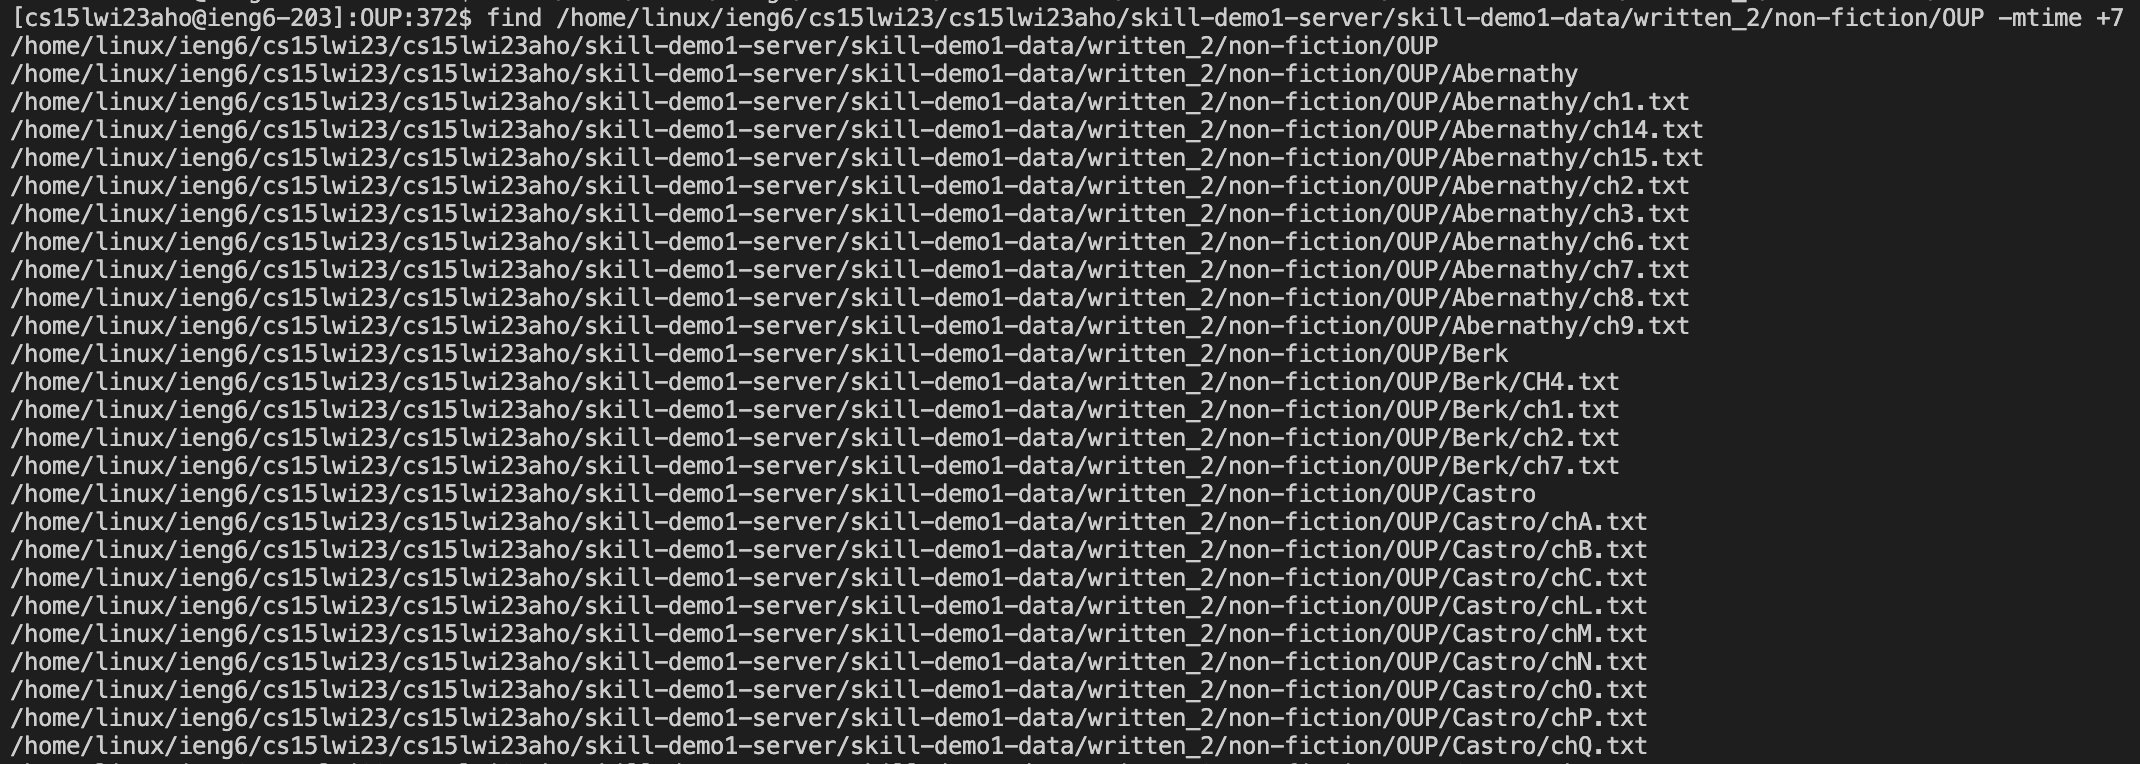 [cs15lwi23aho@ieng6-203]:OUP:372$ find /home/linux/ieng6/cs15lwi23/cs15lwi23aho/skill-demo1-server/skill-demo1-data/written_2/non-fiction/OUP -mtime +7
/home/linux/ieng6/cs15lwi23/cs15lwi23aho/skill-demo1-server/skill-demo1-data/written_2/non-fiction/OUP
/home/linux/ieng6/cs15lwi23/cs15lwi23aho/skill-demo1-server/skill-demo1-data/written_2/non-fiction/OUP/Abernathy
/home/linux/ieng6/cs15lwi23/cs15lwi23aho/skill-demo1-server/skill-demo1-data/written_2/non-fiction/OUP/Abernathy/ch1.txt
/home/linux/ieng6/cs15lwi23/cs15lwi23aho/skill-demo1-server/skill-demo1-data/written_2/non-fiction/OUP/Abernathy/ch14.txt
/home/linux/ieng6/cs15lwi23/cs15lwi23aho/skill-demo1-server/skill-demo1-data/written_2/non-fiction/OUP/Abernathy/ch15.txt
/home/linux/ieng6/cs15lwi23/cs15lwi23aho/skill-demo1-server/skill-demo1-data/written_2/non-fiction/OUP/Abernathy/ch2.txt
/home/linux/ieng6/cs15lwi23/cs15lwi23aho/skill-demo1-server/skill-demo1-data/written_2/non-fiction/OUP/Abernathy/ch3.txt
/home/linux/ieng6/cs15lwi23/cs15lwi23aho/skill-demo1-server/skill-demo1-data/written_2/non-fiction/OUP/Abernathy/ch6.txt
/home/linux/ieng6/cs15lwi23/cs15lwi23aho/skill-demo1-server/skill-demo1-data/written_2/non-fiction/OUP/Abernathy/ch7.txt
/home/linux/ieng6/cs15lwi23/cs15lwi23aho/skill-demo1-server/skill-demo1-data/written_2/non-fiction/OUP/Abernathy/ch8.txt
/home/linux/ieng6/cs15lwi23/cs15lwi23aho/skill-demo1-server/skill-demo1-data/written_2/non-fiction/OUP/Abernathy/ch9.txt
/home/linux/ieng6/cs15lwi23/cs15lwi23aho/skill-demo1-server/skill-demo1-data/written_2/non-fiction/OUP/Berk
/home/linux/ieng6/cs15lwi23/cs15lwi23aho/skill-demo1-server/skill-demo1-data/written_2/non-fiction/OUP/Berk/CH4.txt
/home/linux/ieng6/cs15lwi23/cs15lwi23aho/skill-demo1-server/skill-demo1-data/written_2/non-fiction/OUP/Berk/ch1.txt
/home/linux/ieng6/cs15lwi23/cs15lwi23aho/skill-demo1-server/skill-demo1-data/written_2/non-fiction/OUP/Berk/ch2.txt
/home/linux/ieng6/cs15lwi23/cs15lwi23aho/skill-demo1-server/skill-demo1-data/written_2/non-fiction/OUP/Berk/ch7.txt
/home/linux/ieng6/cs15lwi23/cs15lwi23aho/skill-demo1-server/skill-demo1-data/written_2/non-fiction/OUP/Castro
/home/linux/ieng6/cs15lwi23/cs15lwi23aho/skill-demo1-server/skill-demo1-data/written_2/non-fiction/OUP/Castro/chA.txt
/home/linux/ieng6/cs15lwi23/cs15lwi23aho/skill-demo1-server/skill-demo1-data/written_2/non-fiction/OUP/Castro/chB.txt
/home/linux/ieng6/cs15lwi23/cs15lwi23aho/skill-demo1-server/skill-demo1-data/written_2/non-fiction/OUP/Castro/chC.txt
/home/linux/ieng6/cs15lwi23/cs15lwi23aho/skill-demo1-server/skill-demo1-data/written_2/non-fiction/OUP/Castro/chL.txt
/home/linux/ieng6/cs15lwi23/cs15lwi23aho/skill-demo1-server/skill-demo1-data/written_2/non-fiction/OUP/Castro/chM.txt
/home/linux/ieng6/cs15lwi23/cs15lwi23aho/skill-demo1-server/skill-demo1-data/written_2/non-fiction/OUP/Castro/chN.txt
/home/linux/ieng6/cs15lwi23/cs15lwi23aho/skill-demo1-server/skill-demo1-data/written_2/non-fiction/OUP/Castro/chO.txt
/home/linux/ieng6/cs15lwi23/cs15lwi23aho/skill-demo1-server/skill-demo1-data/written_2/non-fiction/OUP/Castro/chP.txt
/home/linux/ieng6/cs15lwi23/cs15lwi23aho/skill-demo1-server/skill-demo1-data/written_2/non-fiction/OUP/Castro/chQ.txt